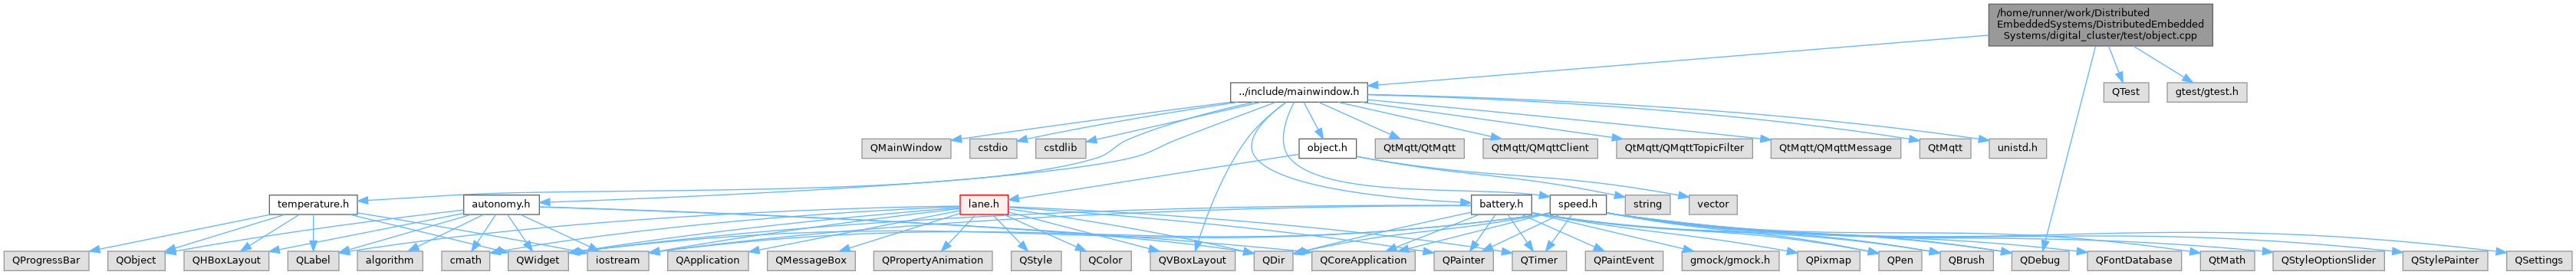 /home/runner/work/Distributed
EmbeddedSystems/DistributedEmbedded
Systems/digital_cluster/test/object.cpp
../include/mainwindow.h
QTest
gtest/gtest.h
QMainWindow
cstdio
cstdlib
object.h
QtMqtt/QtMqtt
QtMqtt/QMqttClient
QtMqtt/QMqttTopicFilter
QtMqtt/QMqttMessage
QtMqtt
unistd.h
temperature.h
autonomy.h
lane.h
battery.h
speed.h
string
vector
QProgressBar
QObject
QHBoxLayout
QLabel
algorithm
cmath
QWidget
iostream
QApplication
QMessageBox
QPropertyAnimation
QStyle
QColor
QVBoxLayout
QDir
QCoreApplication
QPainter
QTimer
QPaintEvent
gmock/gmock.h
QPixmap
QPen
QBrush
QDebug
QFontDatabase
QtMath
QStyleOptionSlider
QStylePainter
QSettings